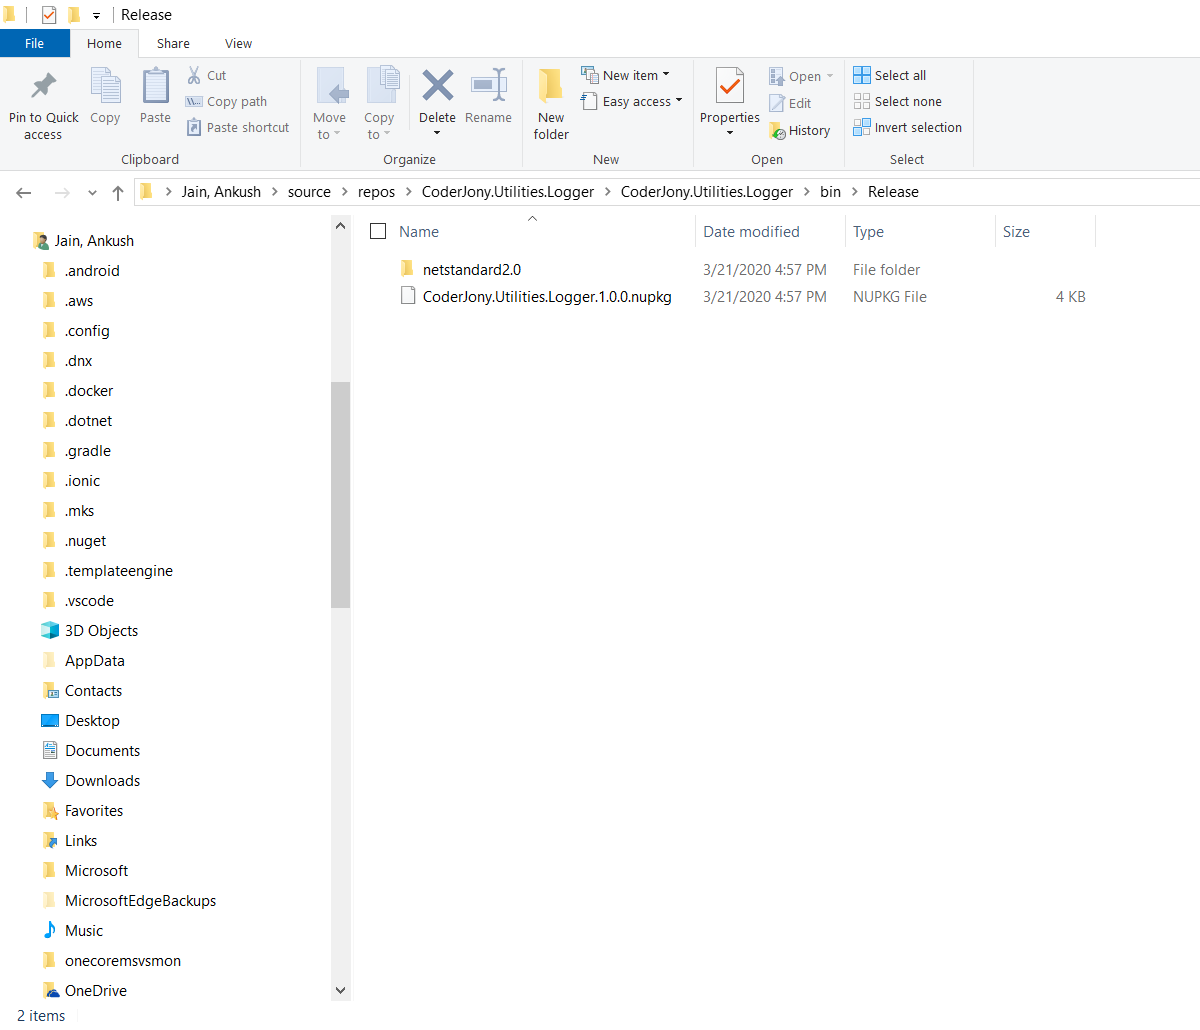 Release
File Home Share View
Pin to Quick access
Copy
Paste
Cut
Copy path
Paste shortcut
Clipboard
Move to
Copy to
Delete
Rename
Organize
New folder
New item
Easy access
New
Properties
Open
Edit
History
Open
Select all
Select none
Invert selection
Select
Jain, Ankush > source > repos > CoderJony.Utilities.Logger > CoderJony.Utilities.Logger > bin > Release
Jain, Ankush
.android
.aws
.config
.dnx
.docker
.dotnet
.gradle
.ionic
.mks
.nuget
.templateengine
.vscode
3D Objects
AppData
Contacts
Desktop
Documents
Downloads
Favorites
Links
Microsoft
MicrosoftEdgeBackups
Music
onecoremsvsmon
OneDrive
Name Date modified Type Size
netstandard2.0 3/21/2020 4:57 PM File folder
CoderJony.Utilities.Logger.1.0.0.nupkg 3/21/2020 4:57 PM NUPKG File 4 KB
2 items